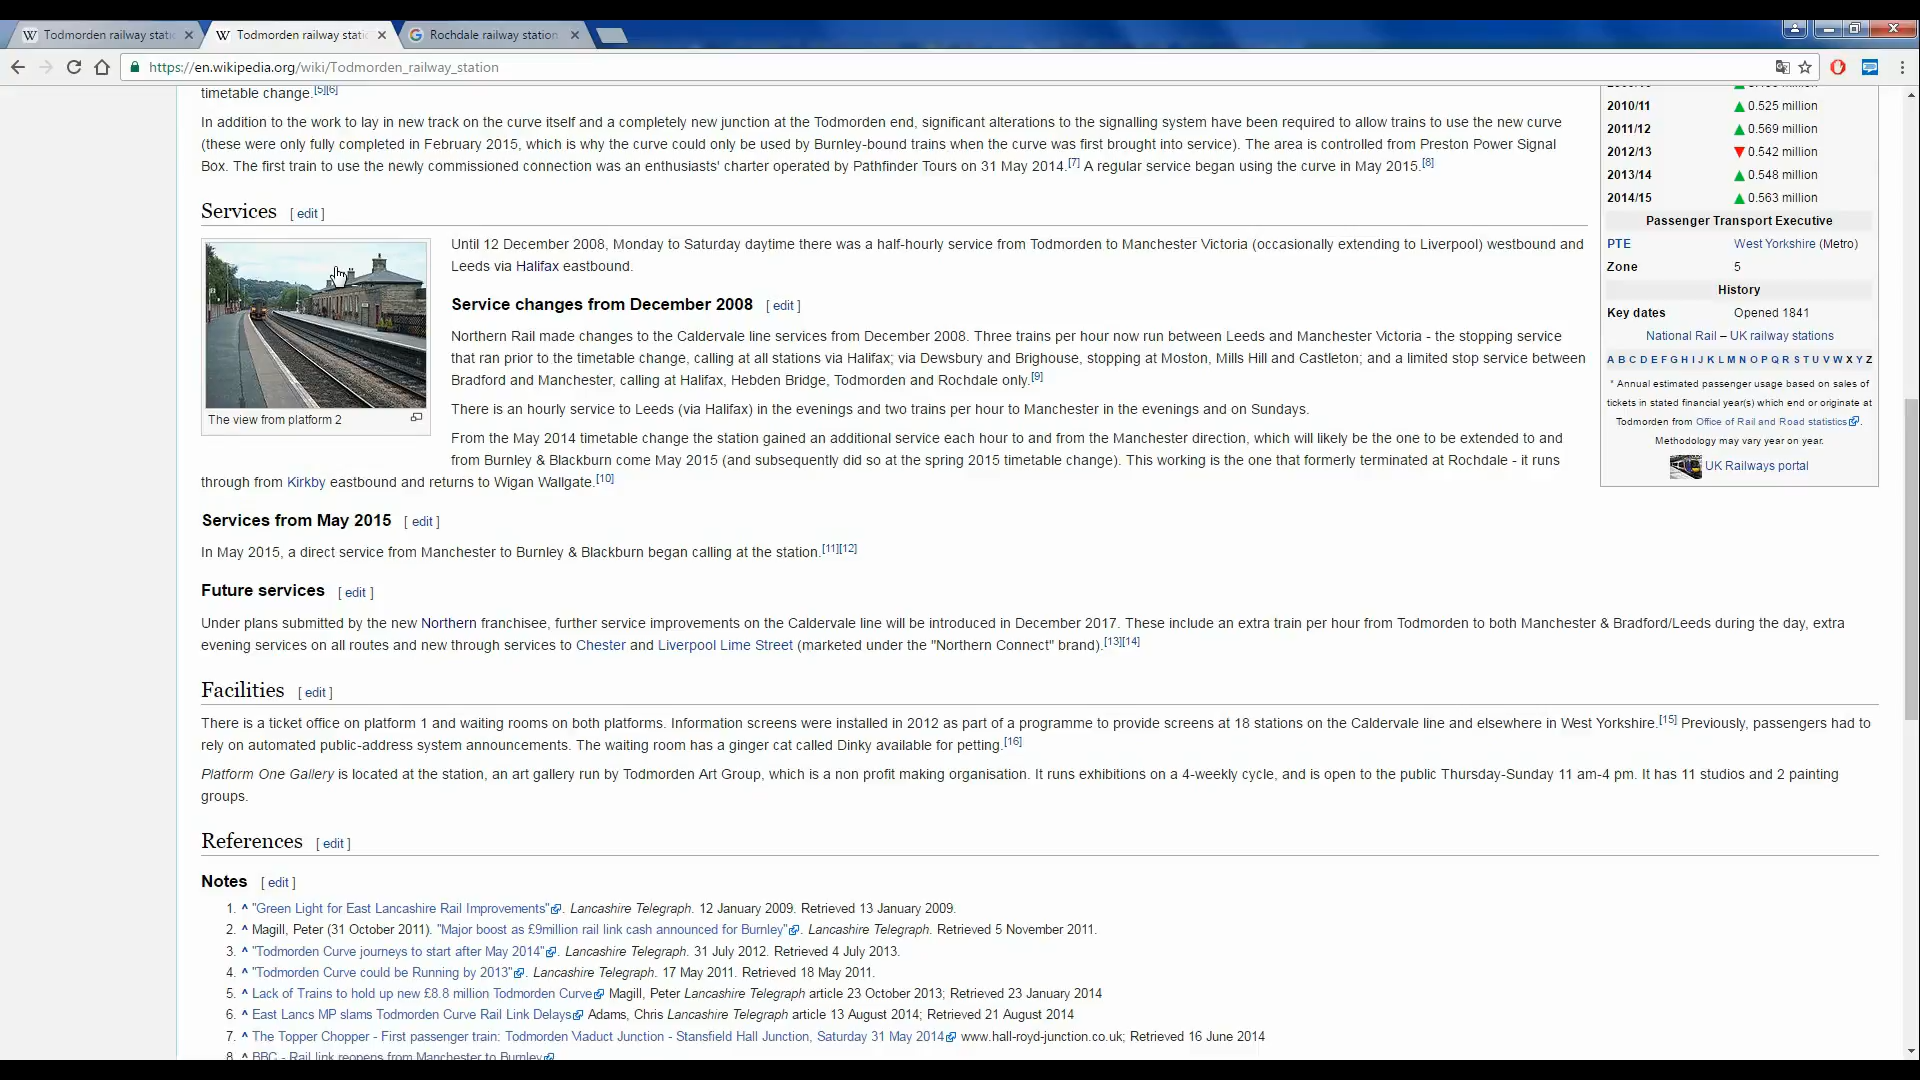 Todmorden railway stati
Todmorden railway stati
Rochdale railway station
https://en.wikipedia.org/wiki/Todmorden_railway_station
timetable change.[5][6]
In addition to the work to lay in new track on the curve itself and a completely new junction at the Todmorden end, significant alterations to the signalling system have been required to allow trains to use the new curve
(these were only fully completed in February 2015, which is why the curve could only be used by Burnley-bound trains when the curve was first brought into service). The area is controlled from Preston Power Signal
Box. The first train to use the newly commissioned connection was an enthusiasts' charter operated by Pathfinder Tours on 31 May 2014.[7] A regular service began using the curve in May 2015.[8]
Services [ edit ]
The view from platform 2
Until 12 December 2008, Monday to Saturday daytime there was a half-hourly service from Todmorden to Manchester Victoria (occasionally extending to Liverpool) westbound and
Leeds via Halifax eastbound.
Service changes from December 2008 [ edit ]
Northern Rail made changes to the Caldervale line services from December 2008. Three trains per hour now run between Leeds and Manchester Victoria - the stopping service
that ran prior to the timetable change, calling at all stations via Halifax; via Dewsbury and Brighouse, stopping at Moston, Mills Hill and Castleton; and a limited stop service between
Bradford and Manchester, calling at Halifax, Hebden Bridge, Todmorden and Rochdale only.[9]
There is an hourly service to Leeds (via Halifax) in the evenings and two trains per hour to Manchester in the evenings and on Sundays.
From the May 2014 timetable change the station gained an additional service each hour to and from the Manchester direction, which will likely be the one to be extended to and
from Burnley & Blackburn come May 2015 (and subsequently did so at the spring 2015 timetable change). This working is the one that formerly terminated at Rochdale - it runs
through from Kirkby eastbound and returns to Wigan Wallgate.[10]
Services from May 2015 [ edit ]
In May 2015, a direct service from Manchester to Burnley & Blackburn began calling at the station.[11][12]
Future services [ edit ]
Under plans submitted by the new Northern franchisee, further service improvements on the Caldervale line will be introduced in December 2017. These include an extra train per hour from Todmorden to both Manchester & Bradford/Leeds during the day, extra
evening services on all routes and new through services to Chester and Liverpool Lime Street (marketed under the "Northern Connect" brand).[13][14]
Facilities [ edit ]
There is a ticket office on platform 1 and waiting rooms on both platforms. Information screens were installed in 2012 as part of a programme to provide screens at 18 stations on the Caldervale line and elsewhere in West Yorkshire.[15] Previously, passengers had to
rely on automated public-address system announcements. The waiting room has a ginger cat called Dinky available for petting.[16]
Platform One Gallery is located at the station, an art gallery run by Todmorden Art Group, which is a non profit making organisation. It runs exhibitions on a 4-weekly cycle, and is open to the public Thursday-Sunday 11 am-4 pm. It has 11 studios and 2 painting
groups.
References [ edit ]
Notes [ edit ]
1. ^ "Green Light for East Lancashire Rail Improvements". Lancashire Telegraph. 12 January 2009. Retrieved 13 January 2009.
2. ^ Magill, Peter (31 October 2011). "Major boost as £9million rail link cash announced for Burnley". Lancashire Telegraph. Retrieved 5 November 2011.
3. ^ "Todmorden Curve journeys to start after May 2014". Lancashire Telegraph. 31 July 2012. Retrieved 4 July 2013.
4. ^ "Todmorden Curve could be Running by 2013". Lancashire Telegraph. 17 May 2011. Retrieved 18 May 2011.
5. ^ Lack of Trains to hold up new £8.8 million Todmorden Curve Magill, Peter Lancashire Telegraph article 23 October 2013; Retrieved 23 January 2014
6. ^ East Lancs MP slams Todmorden Curve Rail Link Delays Adams, Chris Lancashire Telegraph article 13 August 2014; Retrieved 21 August 2014
7. ^ The Topper Chopper - First passenger train: Todmorden Viaduct Junction - Stansfield Hall Junction, Saturday 31 May 2014 www.hall-royd-junction.co.uk; Retrieved 16 June 2014
8. ^ BBC - Rail link reopens from Manchester to Burnley
2010/11 0.525 million
2011/12 0.569 million
2012/13 0.542 million
2013/14 0.548 million
2014/15 0.563 million
Passenger Transport Executive
PTE West Yorkshire (Metro)
Zone 5
History
Key dates Opened 1841
National Rail – UK railway stations
A B C D E F G H I J K L M N O P Q R S T U V W X Y Z
* Annual estimated passenger usage based on sales of
tickets in stated financial year(s) which end or originate at
Todmorden from Office of Rail and Road statistics.
Methodology may vary year on year.
UK Railways portal